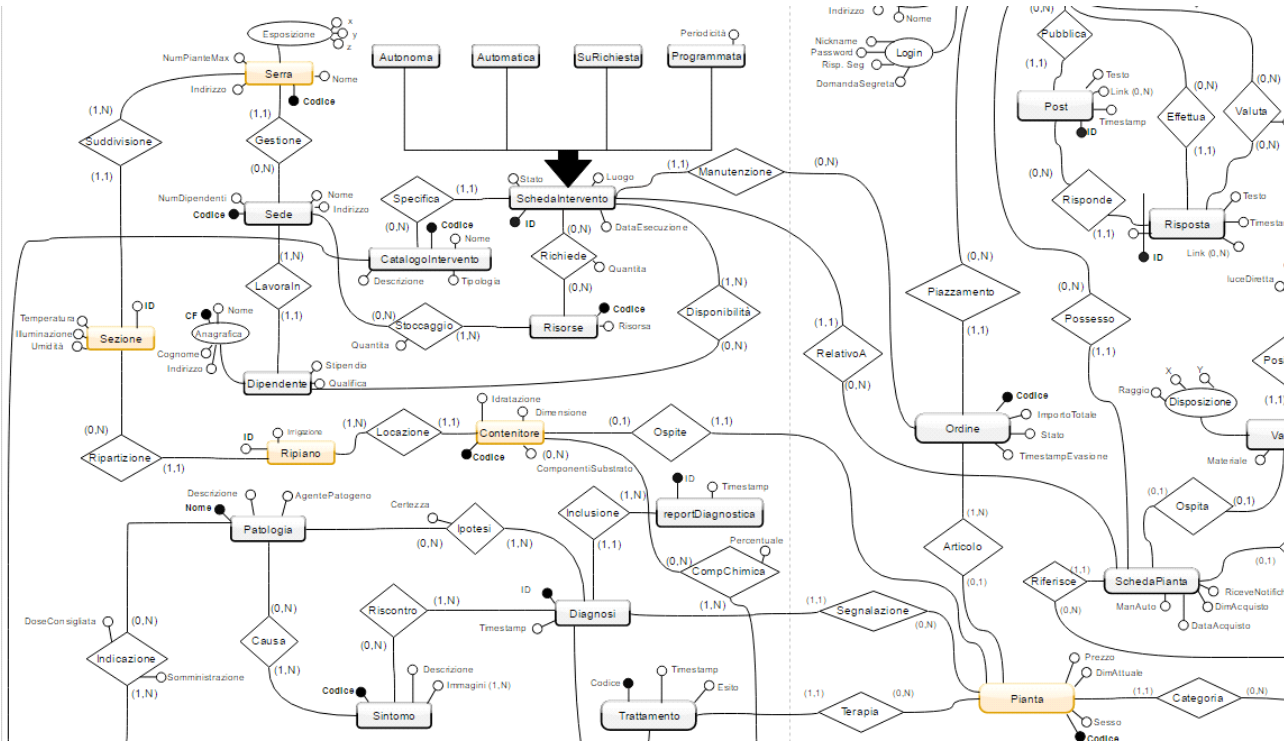 Indirizzo
Nome
(0,N)
x
y
z
Esposizione
Periodicità
Nickname
Password
Risp. Seg
DomandaSegreta
Login
Pubblica
(0,N)
(0,N)
NumPianteMax
Autonoma
Automatica
SuRichiesta
Programmata
Serra
Nome
Indirizzo
Codice
(1,1)
Testo
Link (0,N)
Post
Timestamp
ID
Effettua
Valuta
(1,N)
(1,1)
Suddivisione
Gestione
(1,1)
(0,N)
(1,1)
(0,N)
Manutenzione
(1,1)
(0,N)
Stato
Luogo
SchedaIntervento
ID
DataEsecuzione
Specifica
(1,1)
(0,N)
NumDipendenti
Codice
Nome
Indirizzo
Sede
Risponde
(1,1)
Testo
Risposta
Link (0,N)
ID
Codice
Nome
CatalogoIntervento
Descrizione
Tipologia
Richiede
Quantita
(0,N)
(1,N)
LavoraIn
(1,1)
(0,N)
Piazzamento
(1,1)
(0,N)
Possesso
(1,1)
luceDiretta
ID
Temperatura
Illuminazione
Umidità
Sezione
CF
Nome
Anagrafica
Cognome
Indirizzo
(0,N)
Stoccaggio
(1,N)
Quantita
Codice
Risorse
Risorsa
(1,N)
Disponibilità
(0,N)
(1,1)
RelativoA
(0,N)
Stipendio
Dipendente
Qualifica
X
Y
Raggio
Disposizione
(1,1)
Materiale
Codice
ImportoTotale
Ordine
Stato
TimestampEvasione
Idratazione
Dimensione
(0,N)
Ripartizione
(1,1)
ID
Irrigazione
Ripiano
(1,N)
Locazione
(1,1)
Contenitore
Codice
(0,N)
(0,1)
Ospite
(1,1)
ComponentiSubstrato
Descrizione
AgentePatogeno
Nome
Patologia
Certezza
(0,N)
Ipotesi
(1,N)
Inclusione
(1,N)
(1,1)
ID
Timestamp
reportDiagnostica
Percentuale
(0,N)
CompChimica
(1,N)
(1,N)
Articolo
(0,1)
(0,1)
Ospita
(0,1)
Riferisce
(1,1)
(0,N)
SchedaPianta
(0,1)
ManAuto
DimAcquisto
DataAcquisto
DoseConsigliata
(0,N)
Indicazione
Somministrazione
(1,N)
(0,N)
Causa
(1,N)
Riscontro
(1,N)
(0,N)
ID
Diagnosi
Timestamp
(1,1)
Segnalazione
(0,N)
Codice
Descrizione
Immagini (1,N)
Sintomo
Codice
Timestamp
Esito
Trattamento
(1,1)
(0,N)
Terapia
Prezzo
DimAttuale
Pianta
Sesso
Codice
(1,1)
Categoria
(0,N)